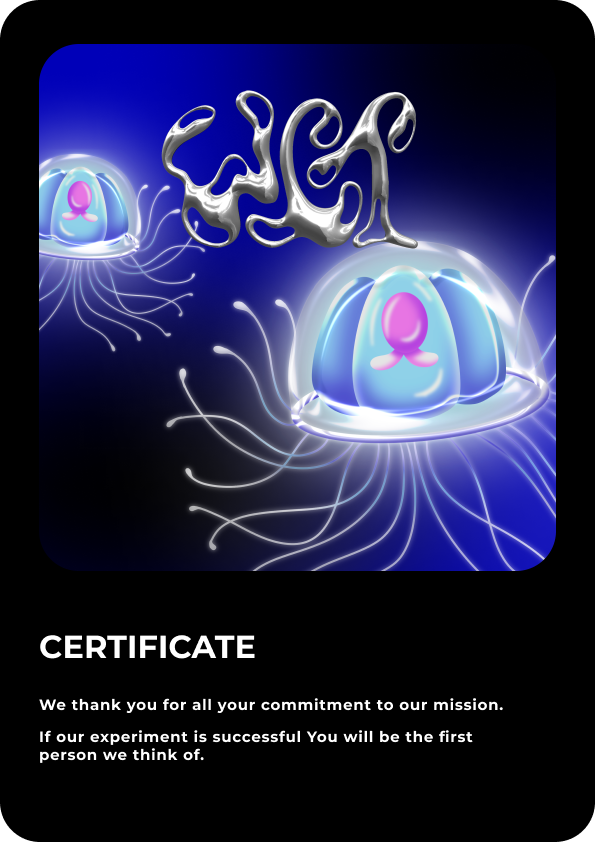 WGT
CERTIFICATE
We thank you for all your commitment to our mission.
If our experiment is successful You will be the first
person we think of.